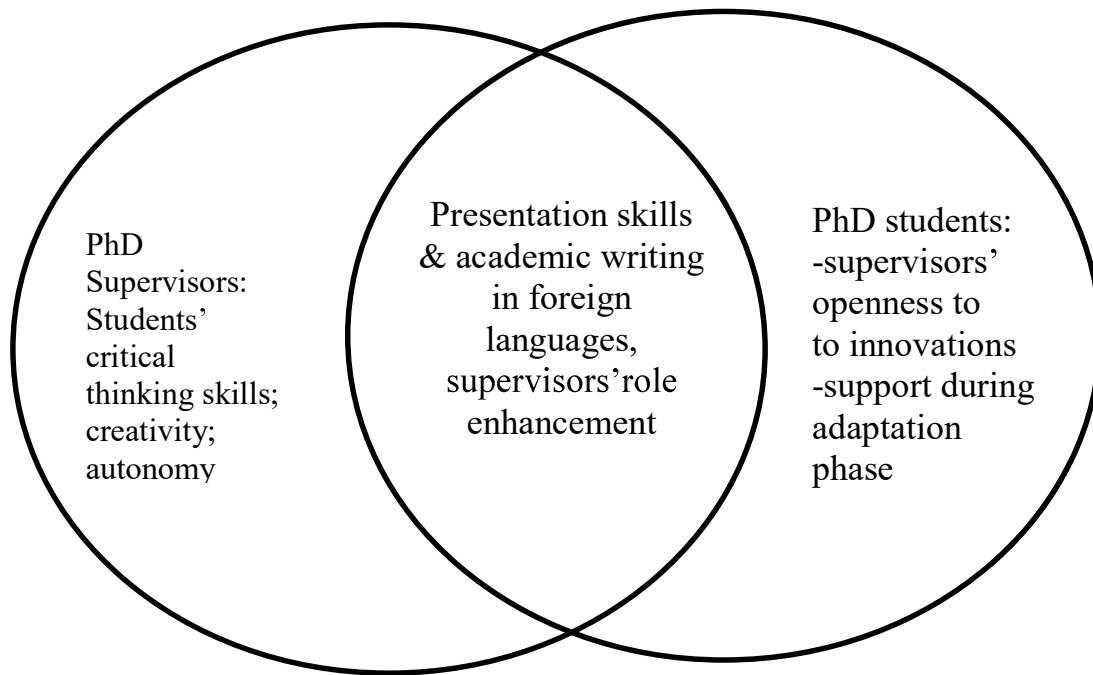 PhD
Supervisors:
Students’
critical
thinking skills;
creativity;
autonomy
Presentation skills
& academic writing
in foreign
languages,
supervisors’role
enhancement
PhD students:
-supervisors’
openness to
to innovations
-support during
adaptation
phase